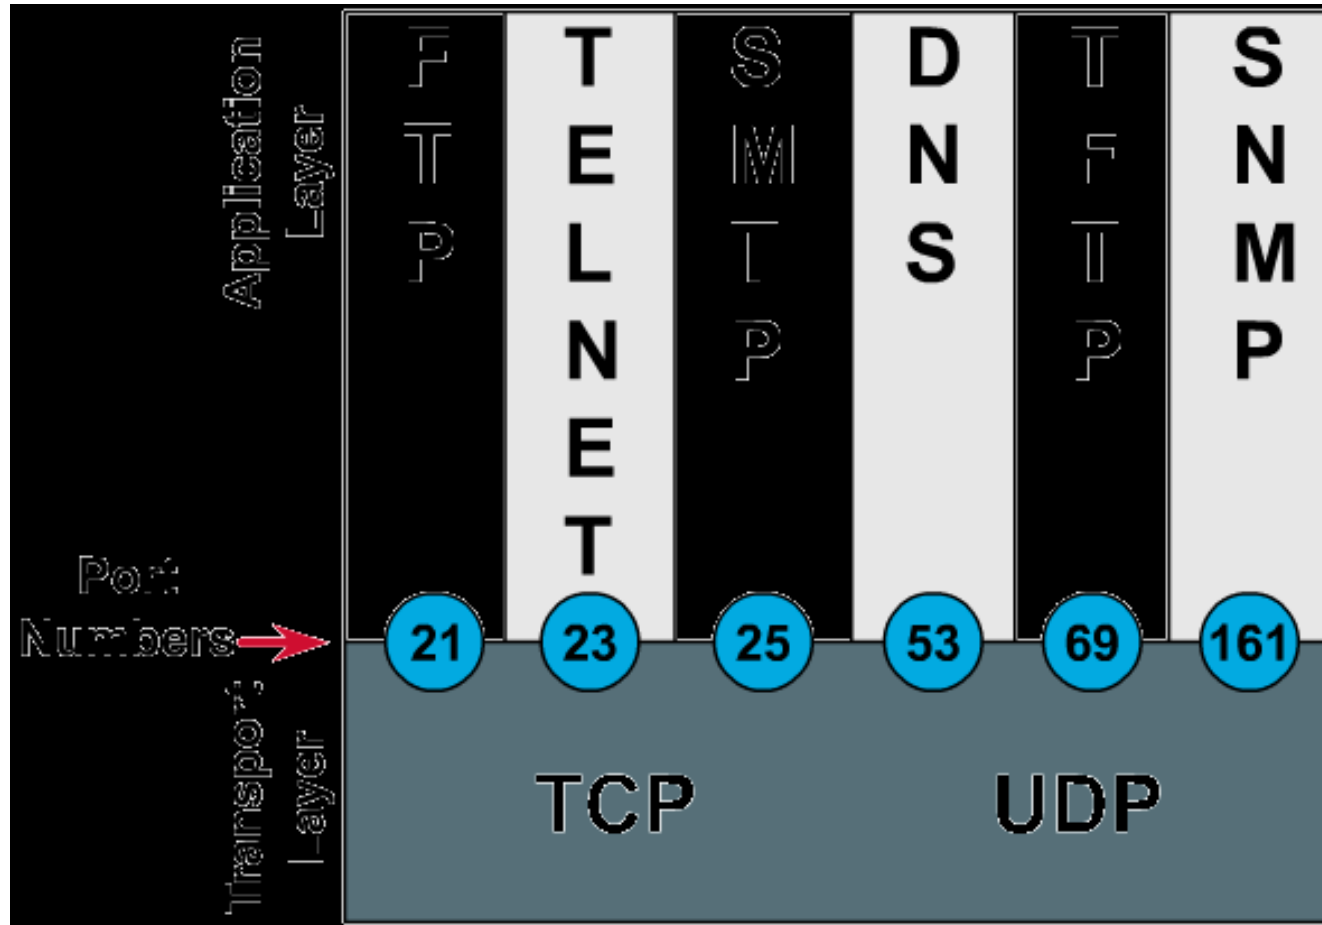 Application
Layer
FTP
TELNET
SMTP
DNS
TFTP
SNMP
Port
Numbers
21
23
25
53
69
161
Transport
Layer
TCP
UDP